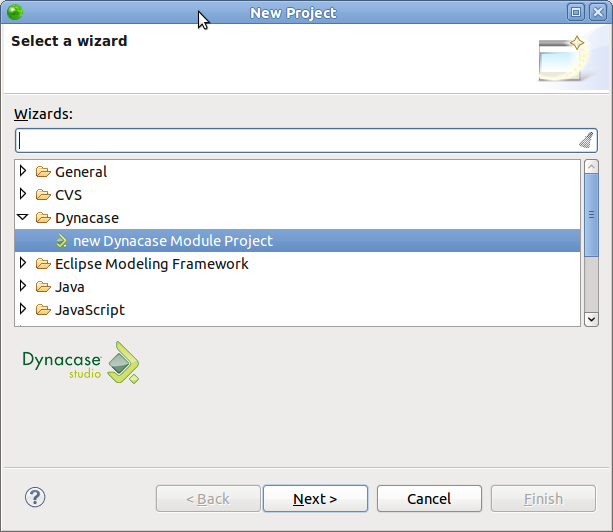 New Project
Select a wizard
Wizards:
General
CVS
Dynacase
new Dynacase Module Project
Eclipse Modeling Framework
Java
JavaScript
Dynacase
studio
?
< Back
Next >
Cancel
Finish